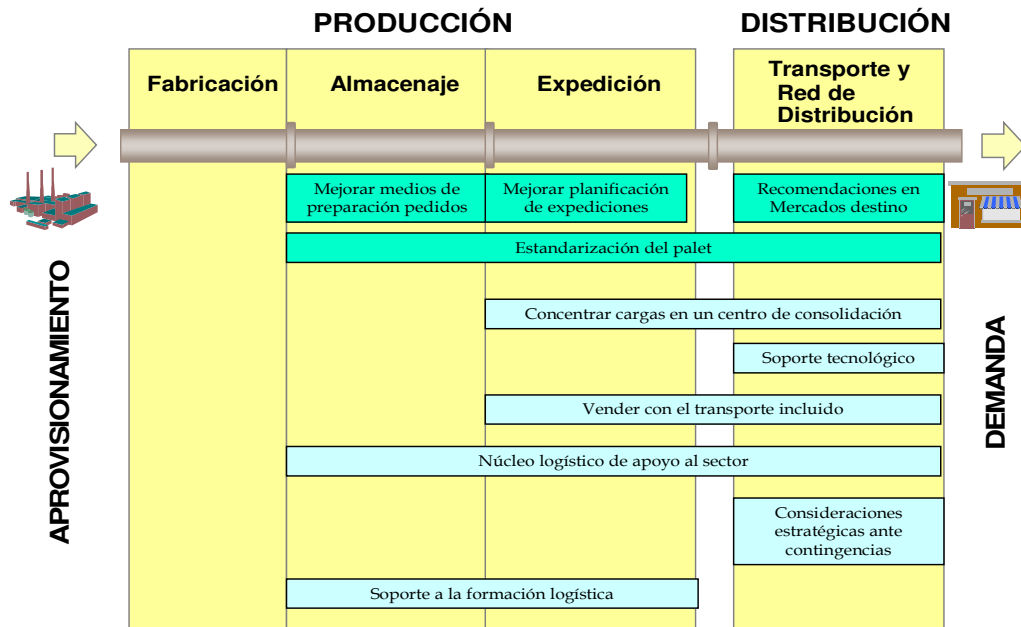 PRODUCCIÓN
DISTRIBUCIÓN
Fabricación
Almacenaje
Expedición
Transporte y
Red de
Distribución
Mejorar medios de
preparación pedidos
Mejorar planificación
de expediciones
Recomendaciones en
Mercados destino
Estandarización del palet
APROVISIONAMIENTO
DEMANDA
Concentrar cargas en un centro de consolidación
Soporte tecnológico
Vender con el transporte incluido
Núcleo logístico de apoyo al sector
Consideraciones
estratégicas ante
contingencias
Soporte a la formación logística